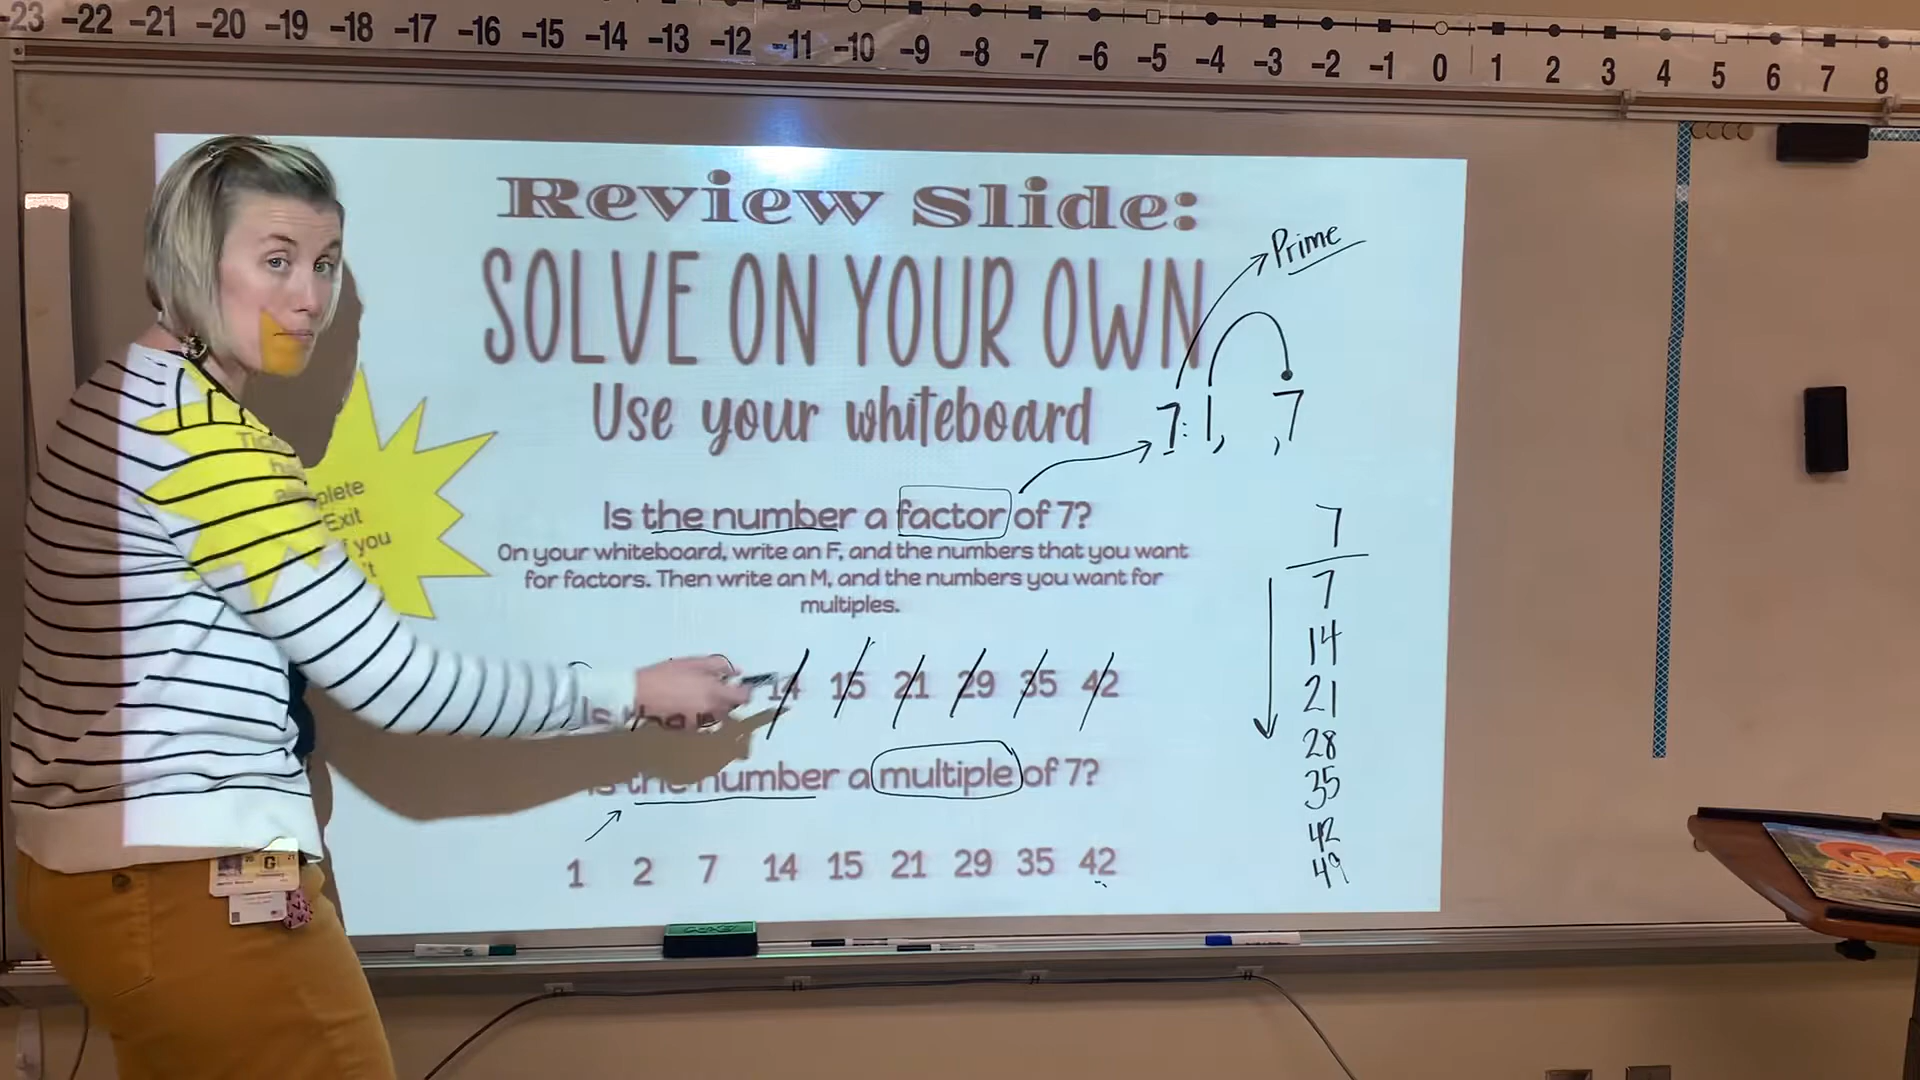 -23 -22 -21 -20 -19 -18 -17 -16 -15 -14 -13 -12 -11 -10 -9 -8 -7 -6 -5 -4 -3 -2 -1 0 1 2 3 4 5 6 7 8
Review Slide:
SOLVE ON YOUR OWN
Use your whiteboard
Prime
7: 1, ,7
plete
Exit
you
Is the number a factor of 7?
On your whiteboard, write an F, and the numbers that you want
for factors. Then write an M, and the numbers you want for
multiples.
14 15 21 29 35 42
Is the number a multiple of 7?
1 2 7 14 15 21 29 35 42
7
7
14
21
28
35
42
49